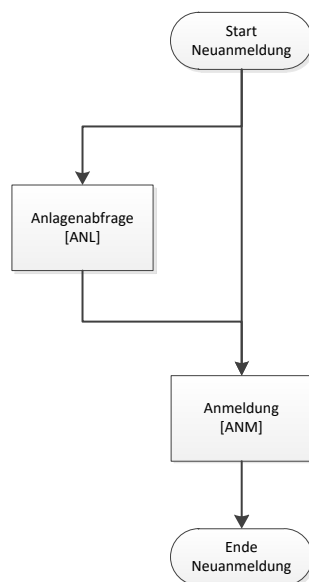 Start
Neuanmeldung
Anlagenabfrage
[ANL]
Anmeldung
[ANM]
Ende
Neuanmeldung